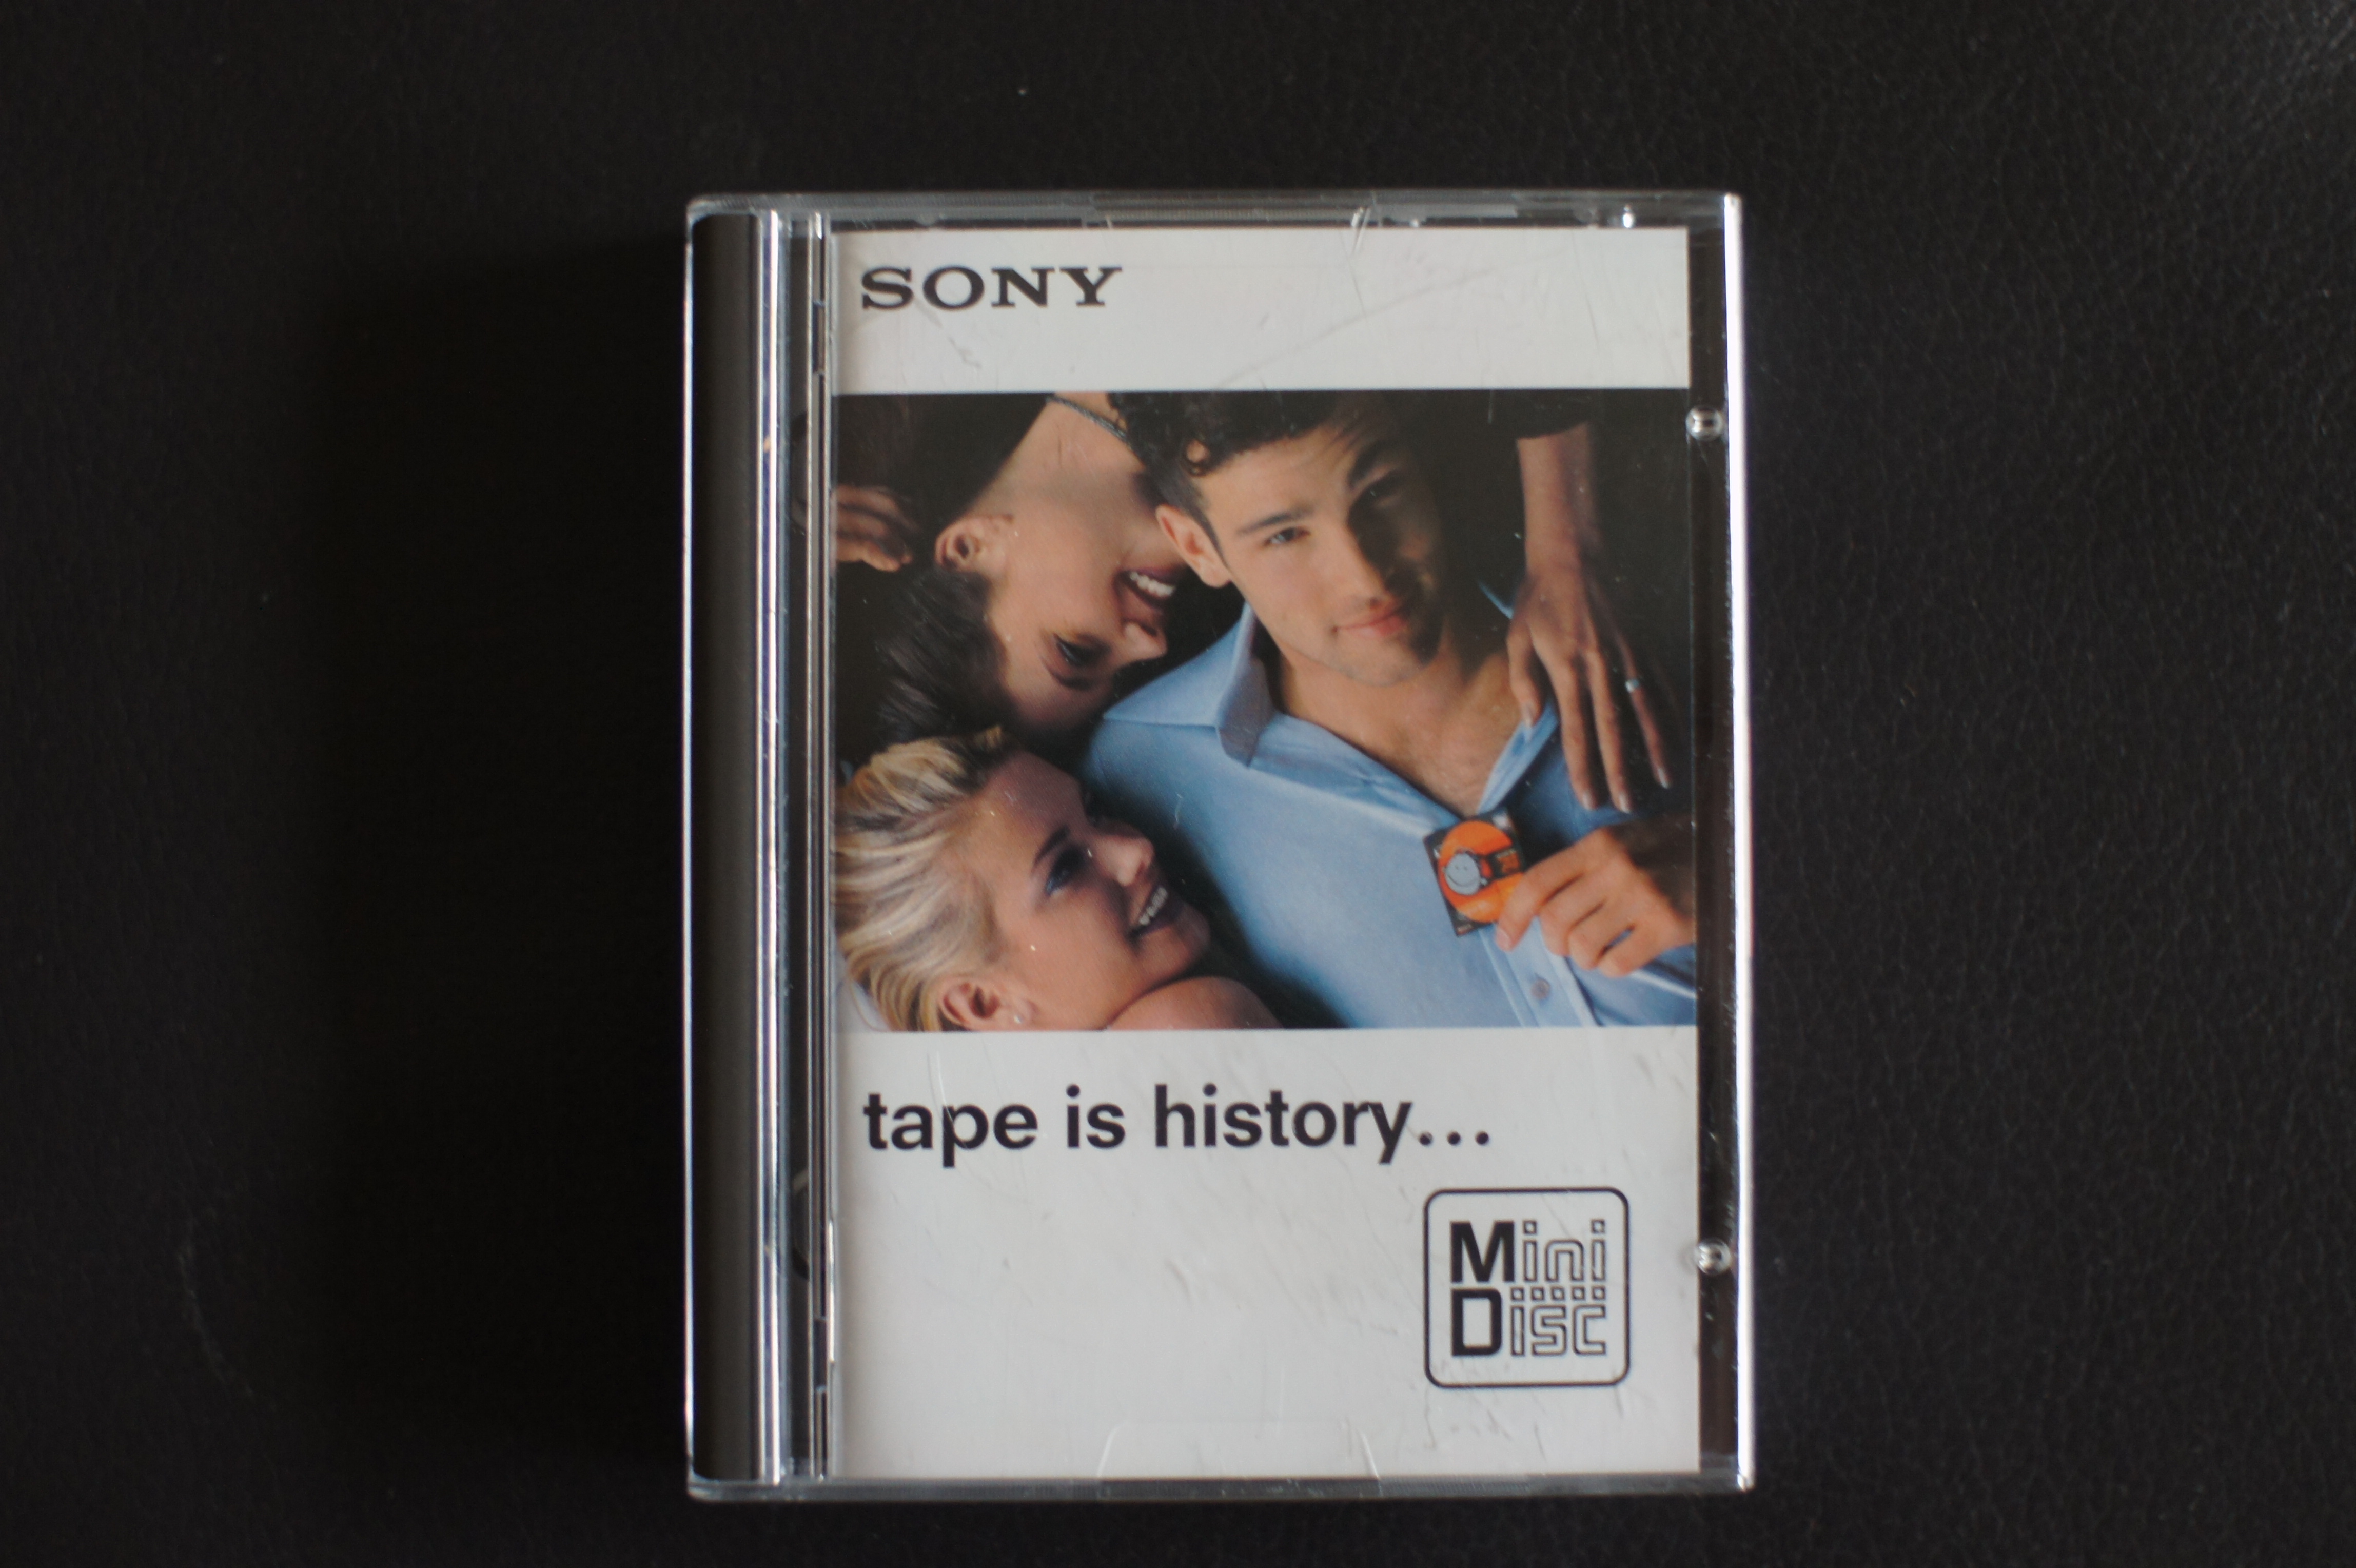 SONY
tape is history...
Mini
Disc